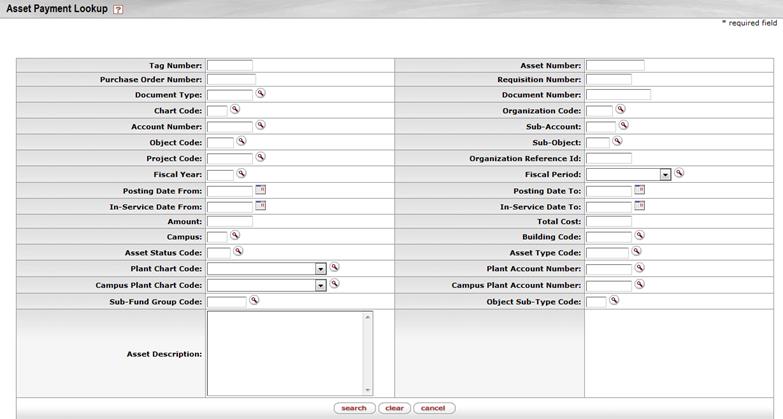 Asset Payment Lookup ?
* required field
Tag Number: Asset Number:
Purchase Order Number: Requisition Number:
Document Type: Document Number:
Chart Code: Organization Code:
Account Number: Sub-Account:
Object Code: Sub-Object:
Project Code: Organization Reference Id:
Fiscal Year: Fiscal Period:
Posting Date From: Posting Date To:
In-Service Date From: In-Service Date To:
Amount: Total Cost:
Campus: Building Code:
Asset Status Code: Asset Type Code:
Plant Chart Code: Plant Account Number:
Campus Plant Chart Code: Campus Plant Account Number:
Sub-Fund Group Code: Object Sub-Type Code:
Asset Description:
search clear cancel